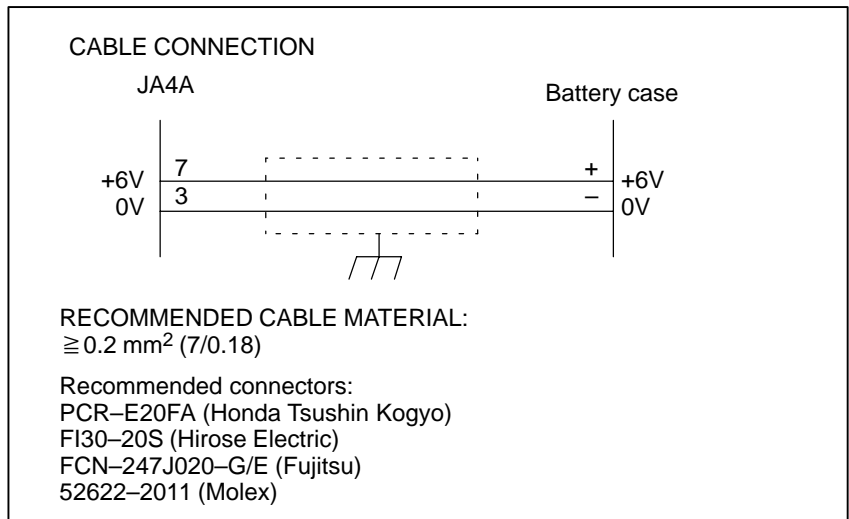 CABLE CONNECTION
JA4A
Battery case
+6V 7 + +6V
0V 3 – 0V
RECOMMENDED CABLE MATERIAL:
≧0.2 mm² (7/0.18)
Recommended connectors:
PCR–E20FA (Honda Tsushin Kogyo)
FI30–20S (Hirose Electric)
FCN–247J020–G/E (Fujitsu)
52622–2011 (Molex)